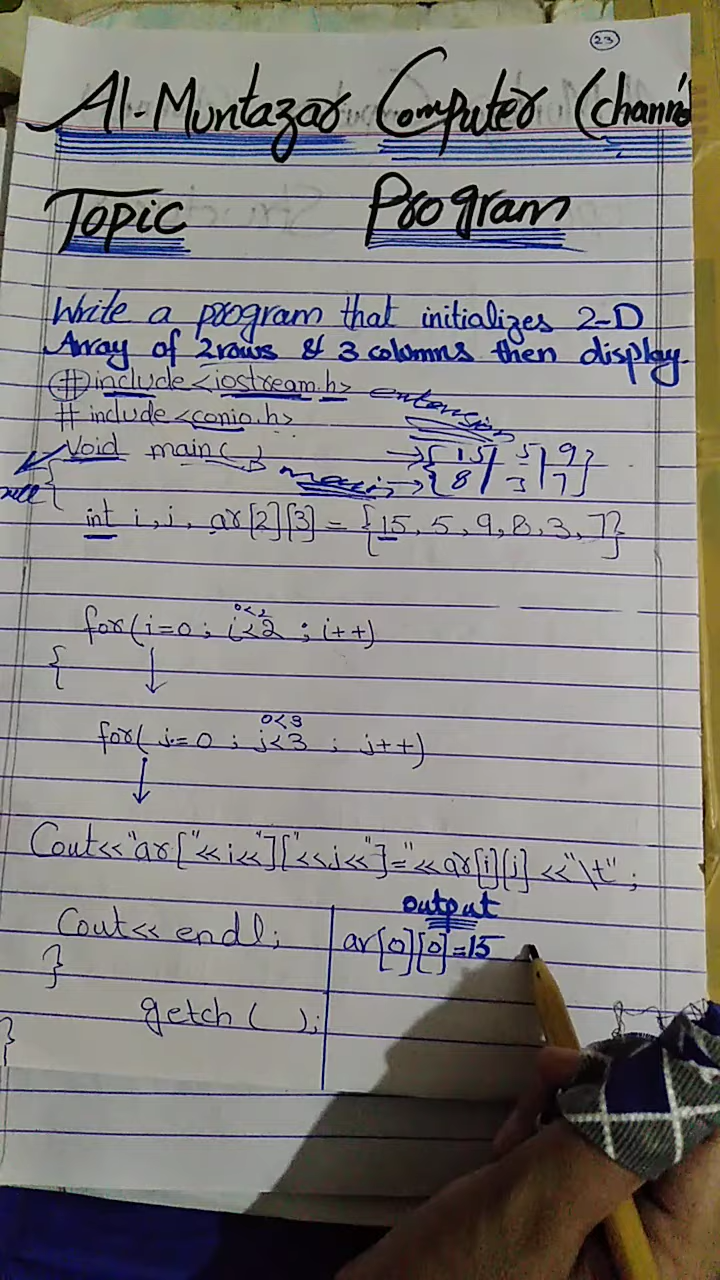 23
Al-Muntazar Computer (chann
Topic Program
Write a program that initializes 2-D
Array of 2 rows & 3 columns then display.
#include <iostream.h>
#include <conio.h> extension
Void main( ) → {15 | 5 | 9
main → {8 | 3 | 7}
{
int i, j, ar[2][3] = {15, 5, 9, 8, 3, 7}
0<2
for(i=0 ; i<2 ; i++)
{
0<3
for( j=0 ; j<3 ; j++)
Cout<<"ar["<<i<<"]["<<j<<"]="<<ar[i][j] <<"\t" ;
output
Cout<< endl; ar[0][0]=15
}
getch ( );
}